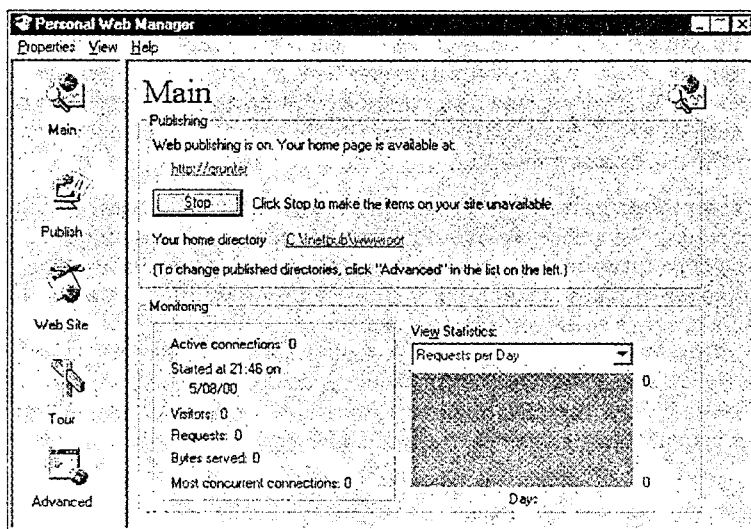 Personal Web Manager
Properties View Help
Main
Publish
Web Site
Tour
Advanced
Main
Publishing
Web publishing is on. Your home page is available at:
http://grunter
Stop
Click Stop to make the items on your site unavailable.
Your home directory C:\Inetpub\wwwroot
(To change published directories, click "Advanced" in the list on the left.)
Monitoring
Active connections: 0
Started at 21:46 on
5/08/00
Visitors: 0
Requests: 0
Bytes served: 0
Most concurrent connections: 0
View Statistics:
Requests per Day
0
0
Days